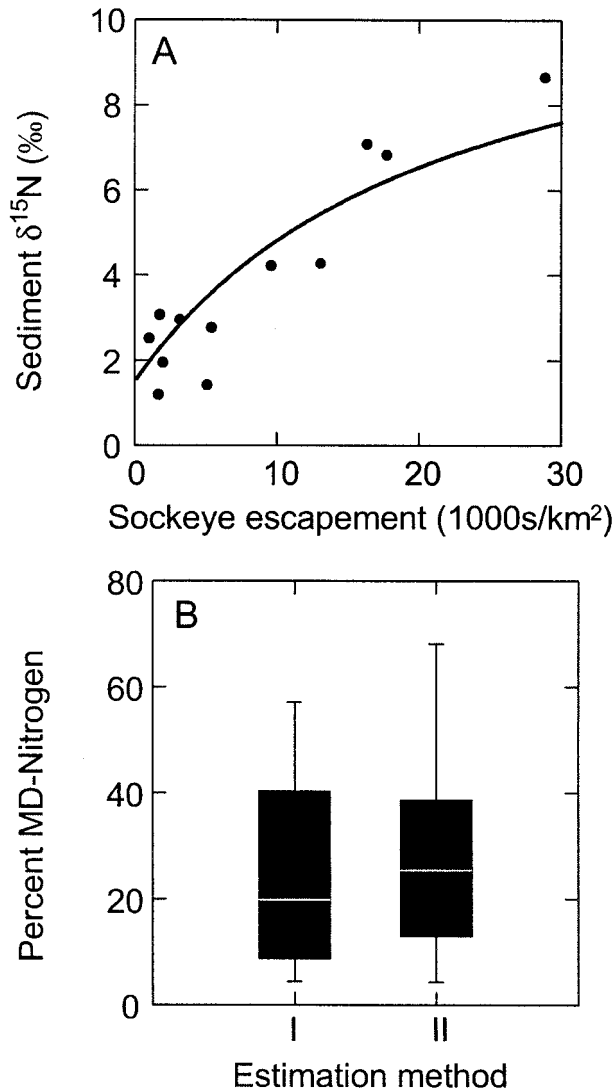 10
A
8
6
4
2
0
Sediment δ¹⁵N (‰)
0 10 20 30
Sockeye escapement (1000s/km²)
80
B
60
40
20
0
Percent MD-Nitrogen
I II
Estimation method